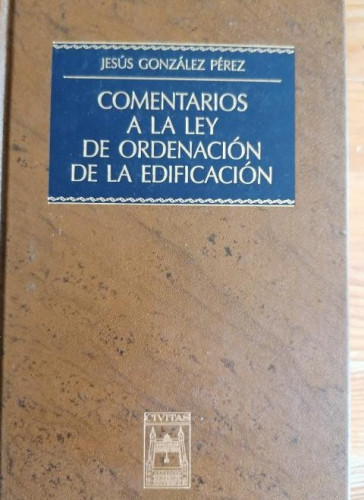 JESÚS GONZÁLEZ PÉREZ
COMENTARIOS
A LA LEY
DE ORDENACIÓN
DE LA EDIFICACIÓN
CIVITAS